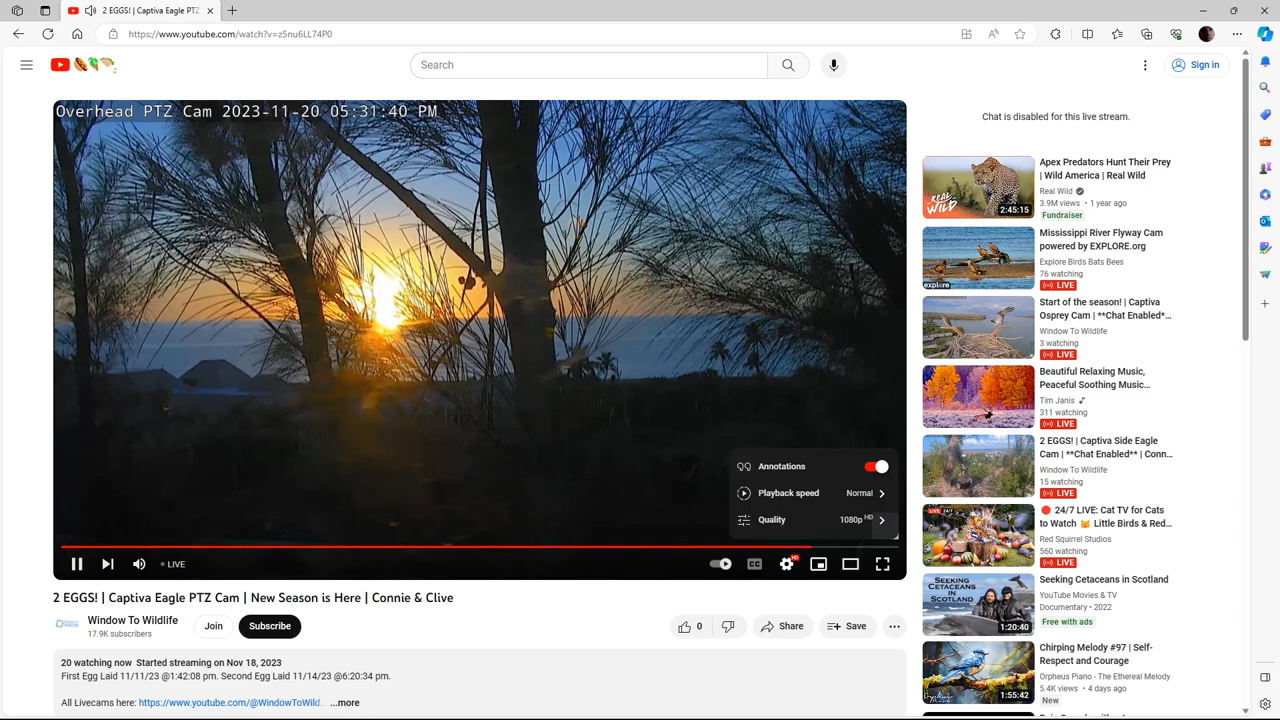 2 EGGS! | Captiva Eagle PTZ
https://www.youtube.com/watch?v=z5nu6LL74P0
Search
Sign in
Overhead PTZ Cam 2023-11-20 05:31:40 PM
Annotations
Playback speed Normal
Quality 1080p HD
LIVE
2 EGGS! | Captiva Eagle PTZ Cam New Season is Here | Connie & Clive
Window To Wildlife
17.9K subscribers
Join
Subscribe
0
Share
Save
20 watching now Started streaming on Nov 18, 2023
First Egg Laid 11/11/23 @1:42:08 pm. Second Egg Laid 11/14/23 @6:20:34 pm.
All Livecams here: https://www.youtube.com/@WindowToWild... ...more
Chat is disabled for this live stream.
REAL WILD
2:45:15
Apex Predators Hunt Their Prey
| Wild America | Real Wild
Real Wild
3.9M views • 1 year ago
Fundraiser
explore
Mississippi River Flyway Cam
powered by EXPLORE.org
Explore Birds Bats Bees
76 watching
LIVE
Start of the season! | Captiva
Osprey Cam | **Chat Enabled*...
Window To Wildlife
3 watching
LIVE
Beautiful Relaxing Music,
Peaceful Soothing Music...
Tim Janis
311 watching
LIVE
2 EGGS! | Captiva Side Eagle
Cam | **Chat Enabled** | Conn...
Window To Wildlife
15 watching
LIVE
LIVE 24/7
🔴 24/7 LIVE: Cat TV for Cats
to Watch 😺 Little Birds & Red...
Red Squirrel Studios
560 watching
LIVE
SEEKING
CETACEANS IN
SCOTLAND
1:20:40
Seeking Cetaceans in Scotland
YouTube Movies & TV
Documentary • 2022
Free with ads
1:55:42
Chirping Melody #97 | Self-
Respect and Courage
Orpheus Piano - The Ethereal Melody
5.4K views • 4 days ago
New